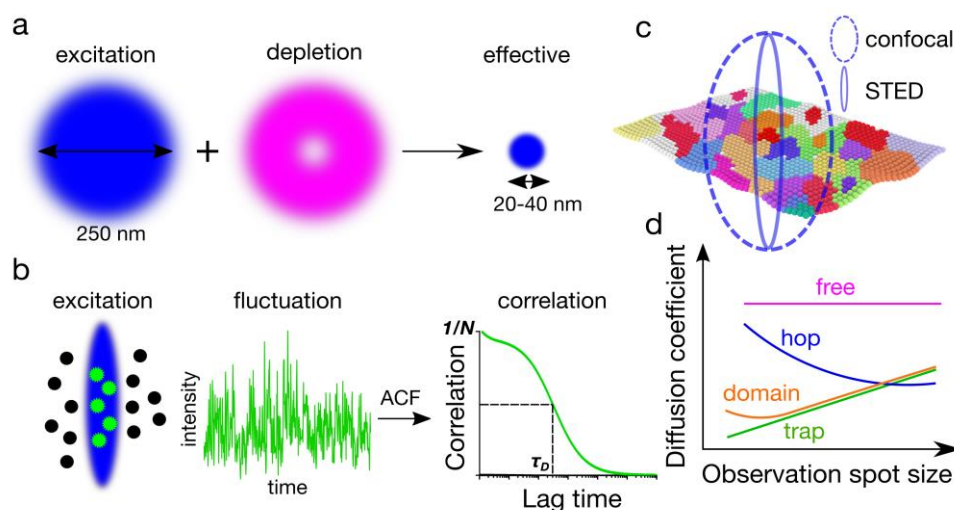 a
excitation
depletion
effective
+
250 nm
20-40 nm
b
excitation
fluctuation
correlation
intensity
time
ACF
1/N
Correlation
τD
Lag time
c
confocal
STED
d
Diffusion coefficient
free
hop
domain
trap
Observation spot size